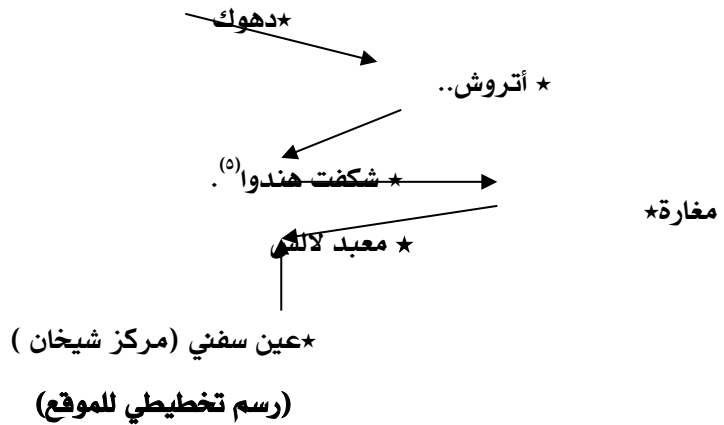 ★دهوك
★ أتروش..
★ شكفت هندوا(٥).
مغارة★
★ معبد لالش
★عين سفني (مركز شيخان )
(رسم تخطيطي للموقع)